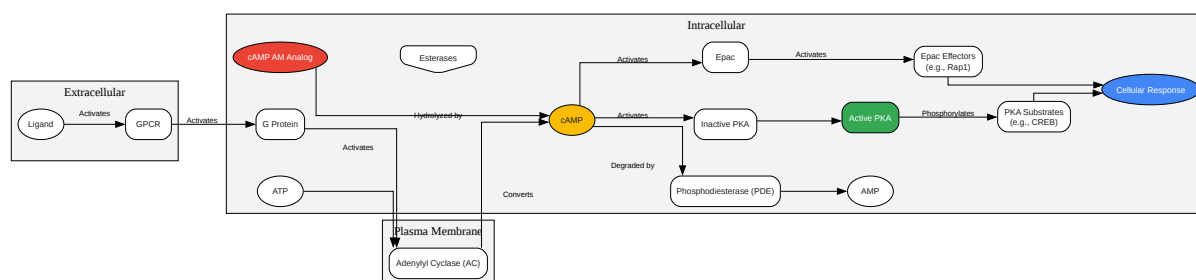 Intracellular
cAMP AM Analog
Esterases
Epac
Activates
Activates
Epac Effectors
(e.g., Rap1)
Cellular Response
Extracellular
Ligand
Activates
GPCR
Activates
G Protein
Activates
Hydrolyzed by
cAMP
Activates
Inactive PKA
Active PKA
Phosphorylates
PKA Substrates
(e.g., CREB)
Degraded by
ATP
Converts
Phosphodiesterase (PDE)
AMP
Plasma Membrane
Adenylyl Cyclase (AC)